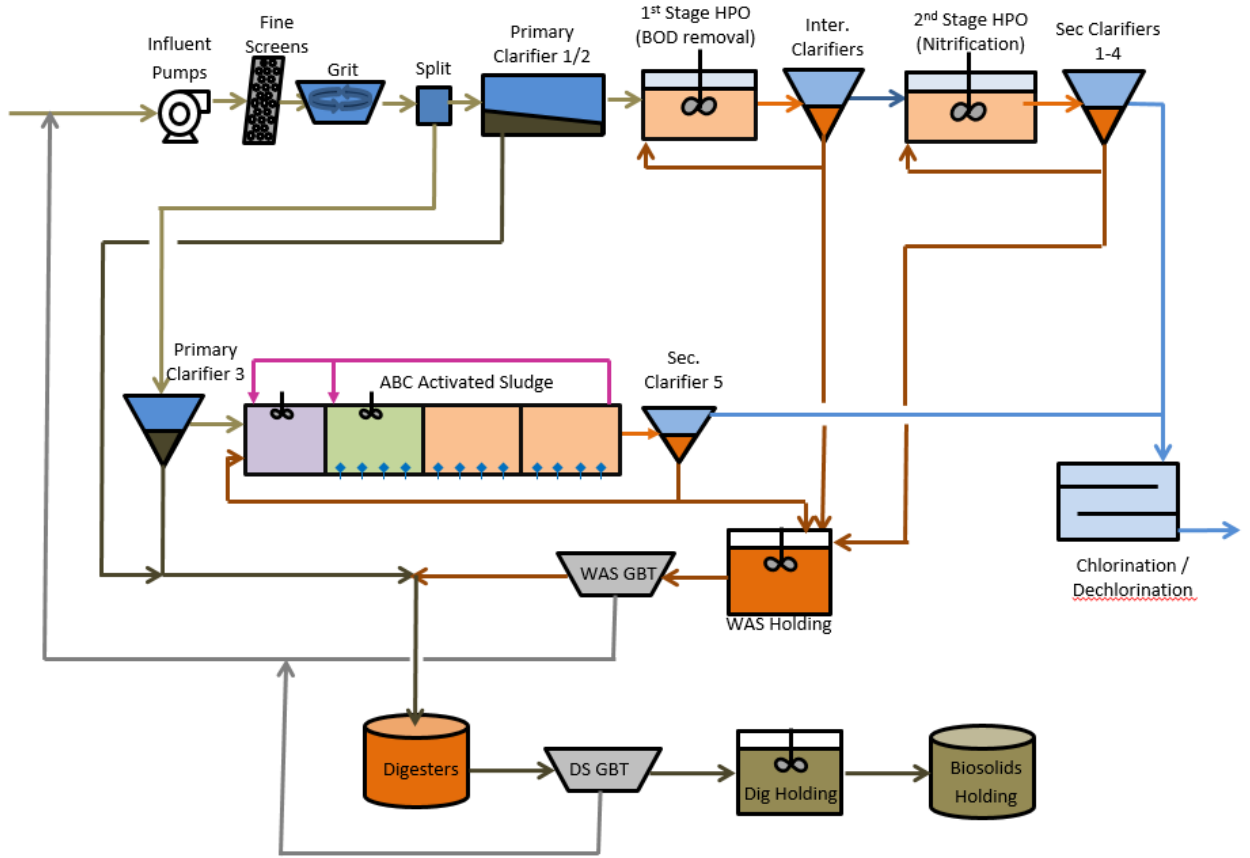 Influent
Pumps
Fine
Screens
Grit
Split
Primary
Clarifier 1/2
1st Stage HPO
(BOD removal)
Inter.
Clarifiers
2nd Stage HPO
(Nitrification)
Sec Clarifiers
1-4
Primary
Clarifier 3
ABC Activated Sludge
Sec.
Clarifier 5
Chlorination /
Dechlorination
WAS GBT
WAS Holding
Digesters
DS GBT
Dig Holding
Biosolids
Holding